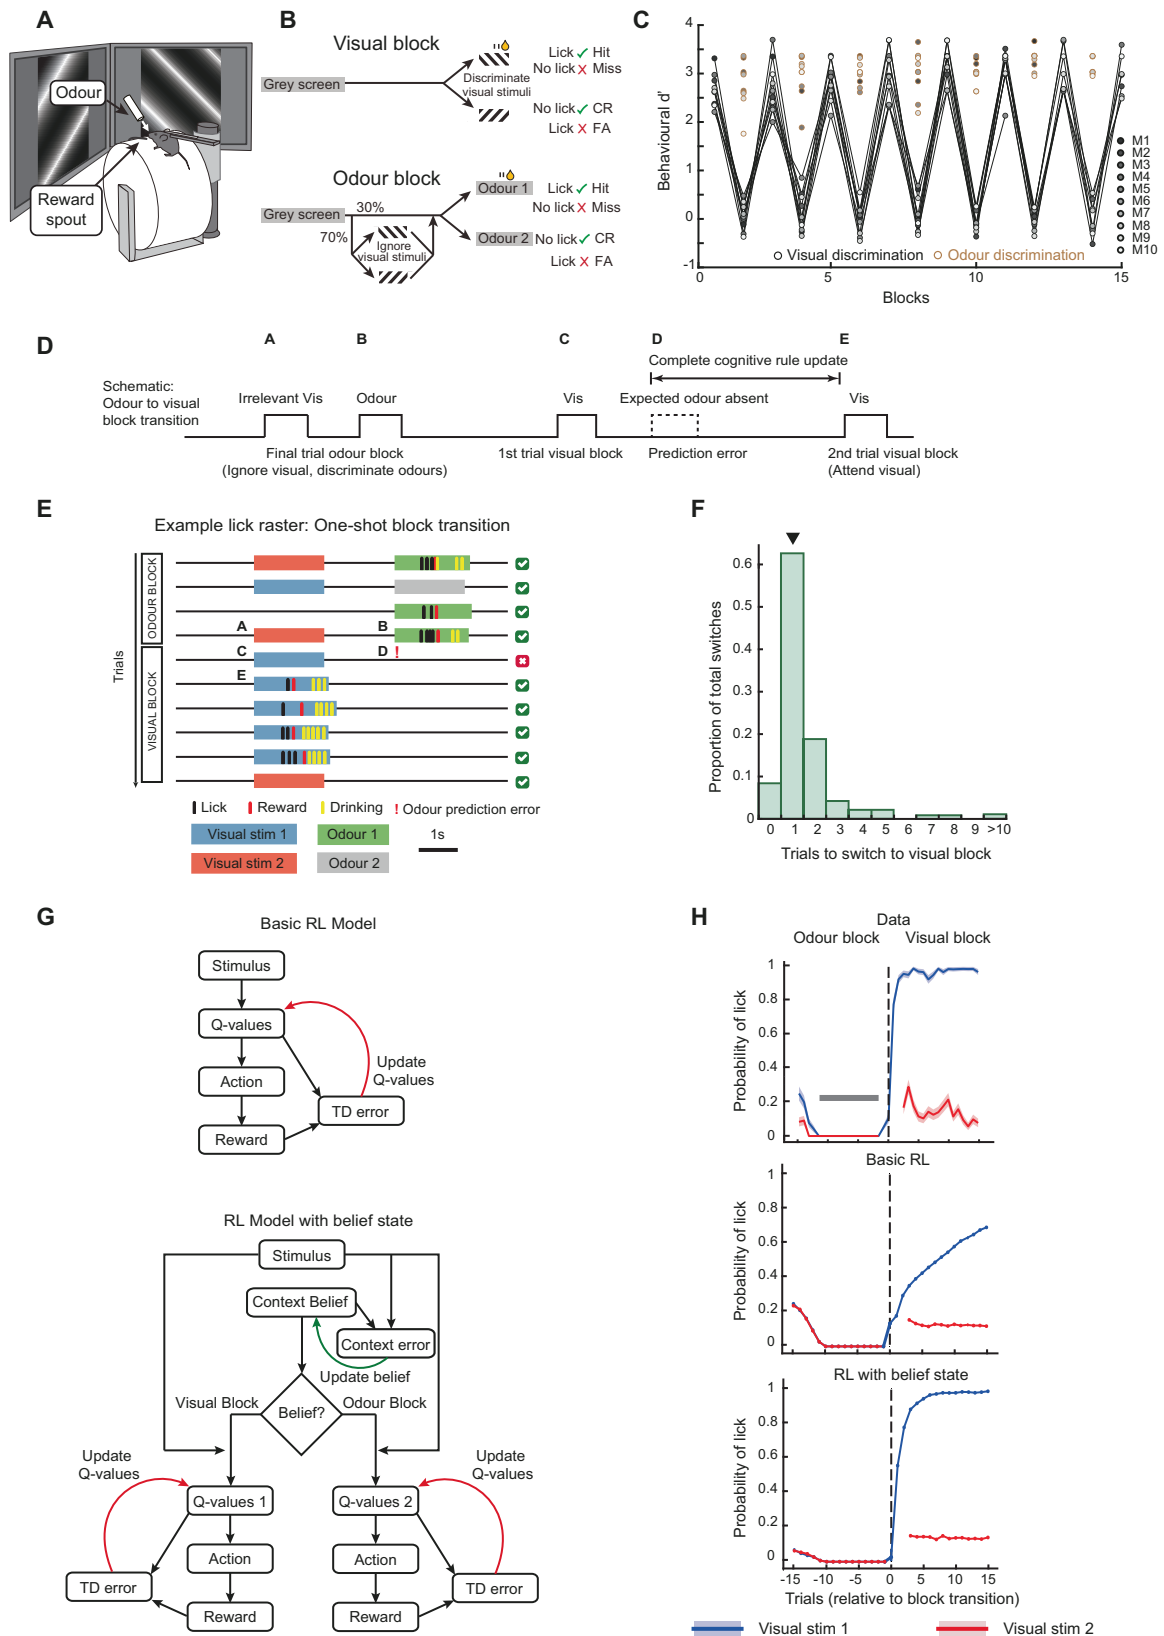 A
Odour
Reward
spout
B
Visual block
Grey screen
Discriminate
visual stimuli
Lick ✓ Hit
No lick ✗ Miss
No lick ✓ CR
Lick ✗ FA
Odour block
Grey screen
30%
70%
Ignore
visual stimuli
Odour 1
Odour 2
Lick ✓ Hit
No lick ✗ Miss
No lick ✓ CR
Lick ✗ FA
C
Behavioural d'
4
3
2
1
0
-1
0
5
10
15
Blocks
Visual discrimination
Odour discrimination
M1
M2
M3
M4
M5
M6
M7
M8
M9
M10
D
A
B
C
D
E
Complete cognitive rule update
Schematic:
Odour to visual
block transition
Irrelevant Vis
Odour
Vis
Expected odour absent
Vis
Final trial odour block
(Ignore visual, discriminate odours)
1st trial visual block
Prediction error
2nd trial visual block
(Attend visual)
E
Example lick raster: One-shot block transition
Trials
ODOUR BLOCK
VISUAL BLOCK
A
B
C
D
!
E
Lick
Reward
Drinking
! Odour prediction error
Visual stim 1
Odour 1
1s
Visual stim 2
Odour 2
F
Proportion of total switches
0.6
0.5
0.4
0.3
0.2
0.1
0
0 1 2 3 4 5 6 7 8 9 >10
Trials to switch to visual block
G
Basic RL Model
Stimulus
Q-values
Action
Reward
TD error
Update
Q-values
RL Model with belief state
Stimulus
Context Belief
Context error
Update belief
Visual Block
Belief?
Odour Block
Update
Q-values
Q-values 1
Action
Reward
TD error
Update
Q-values
Q-values 2
Action
Reward
TD error
H
Data
Odour block
Visual block
Probability of lick
1
0.8
0.6
0.4
0.2
0
Basic RL
Probability of lick
1
0.8
0.6
0.4
0.2
0
RL with belief state
Probability of lick
1
0.8
0.6
0.4
0.2
0
-15 -10 -5 0 5 10 15
Trials (relative to block transition)
Visual stim 1
Visual stim 2